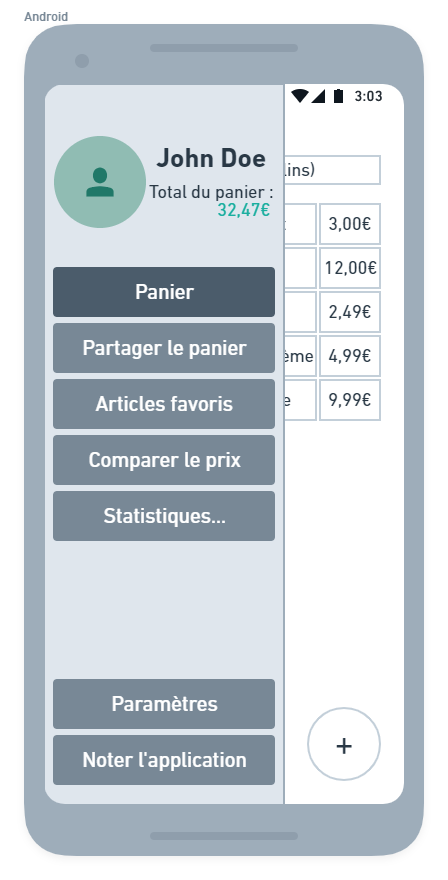 Android
3:03
John Doe
Total du panier :
32,47€
Panier
Partager le panier
Articles favoris
Comparer le prix
Statistiques...
Paramètres
Noter l'application
ins)
3,00€
12,00€
2,49€
ème 4,99€
e 9,99€
+